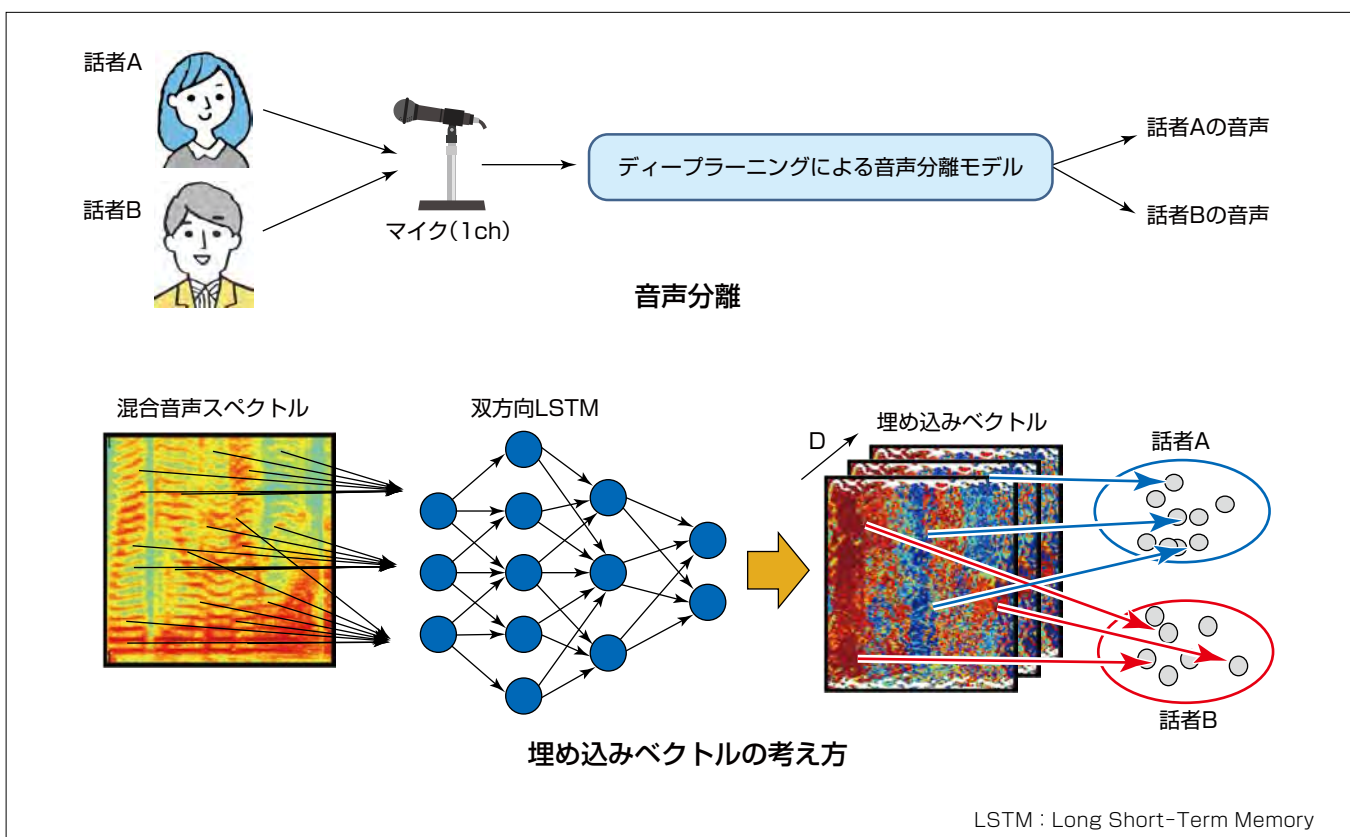 話者A
話者B
マイク(1ch)
ディープラーニングによる音声分離モデル
話者Aの音声
話者Bの音声
音声分離
混合音声スペクトル
双方向LSTM
D
埋め込みベクトル
話者A
話者B
埋め込みベクトルの考え方
LSTM:Long Short-Term Memory